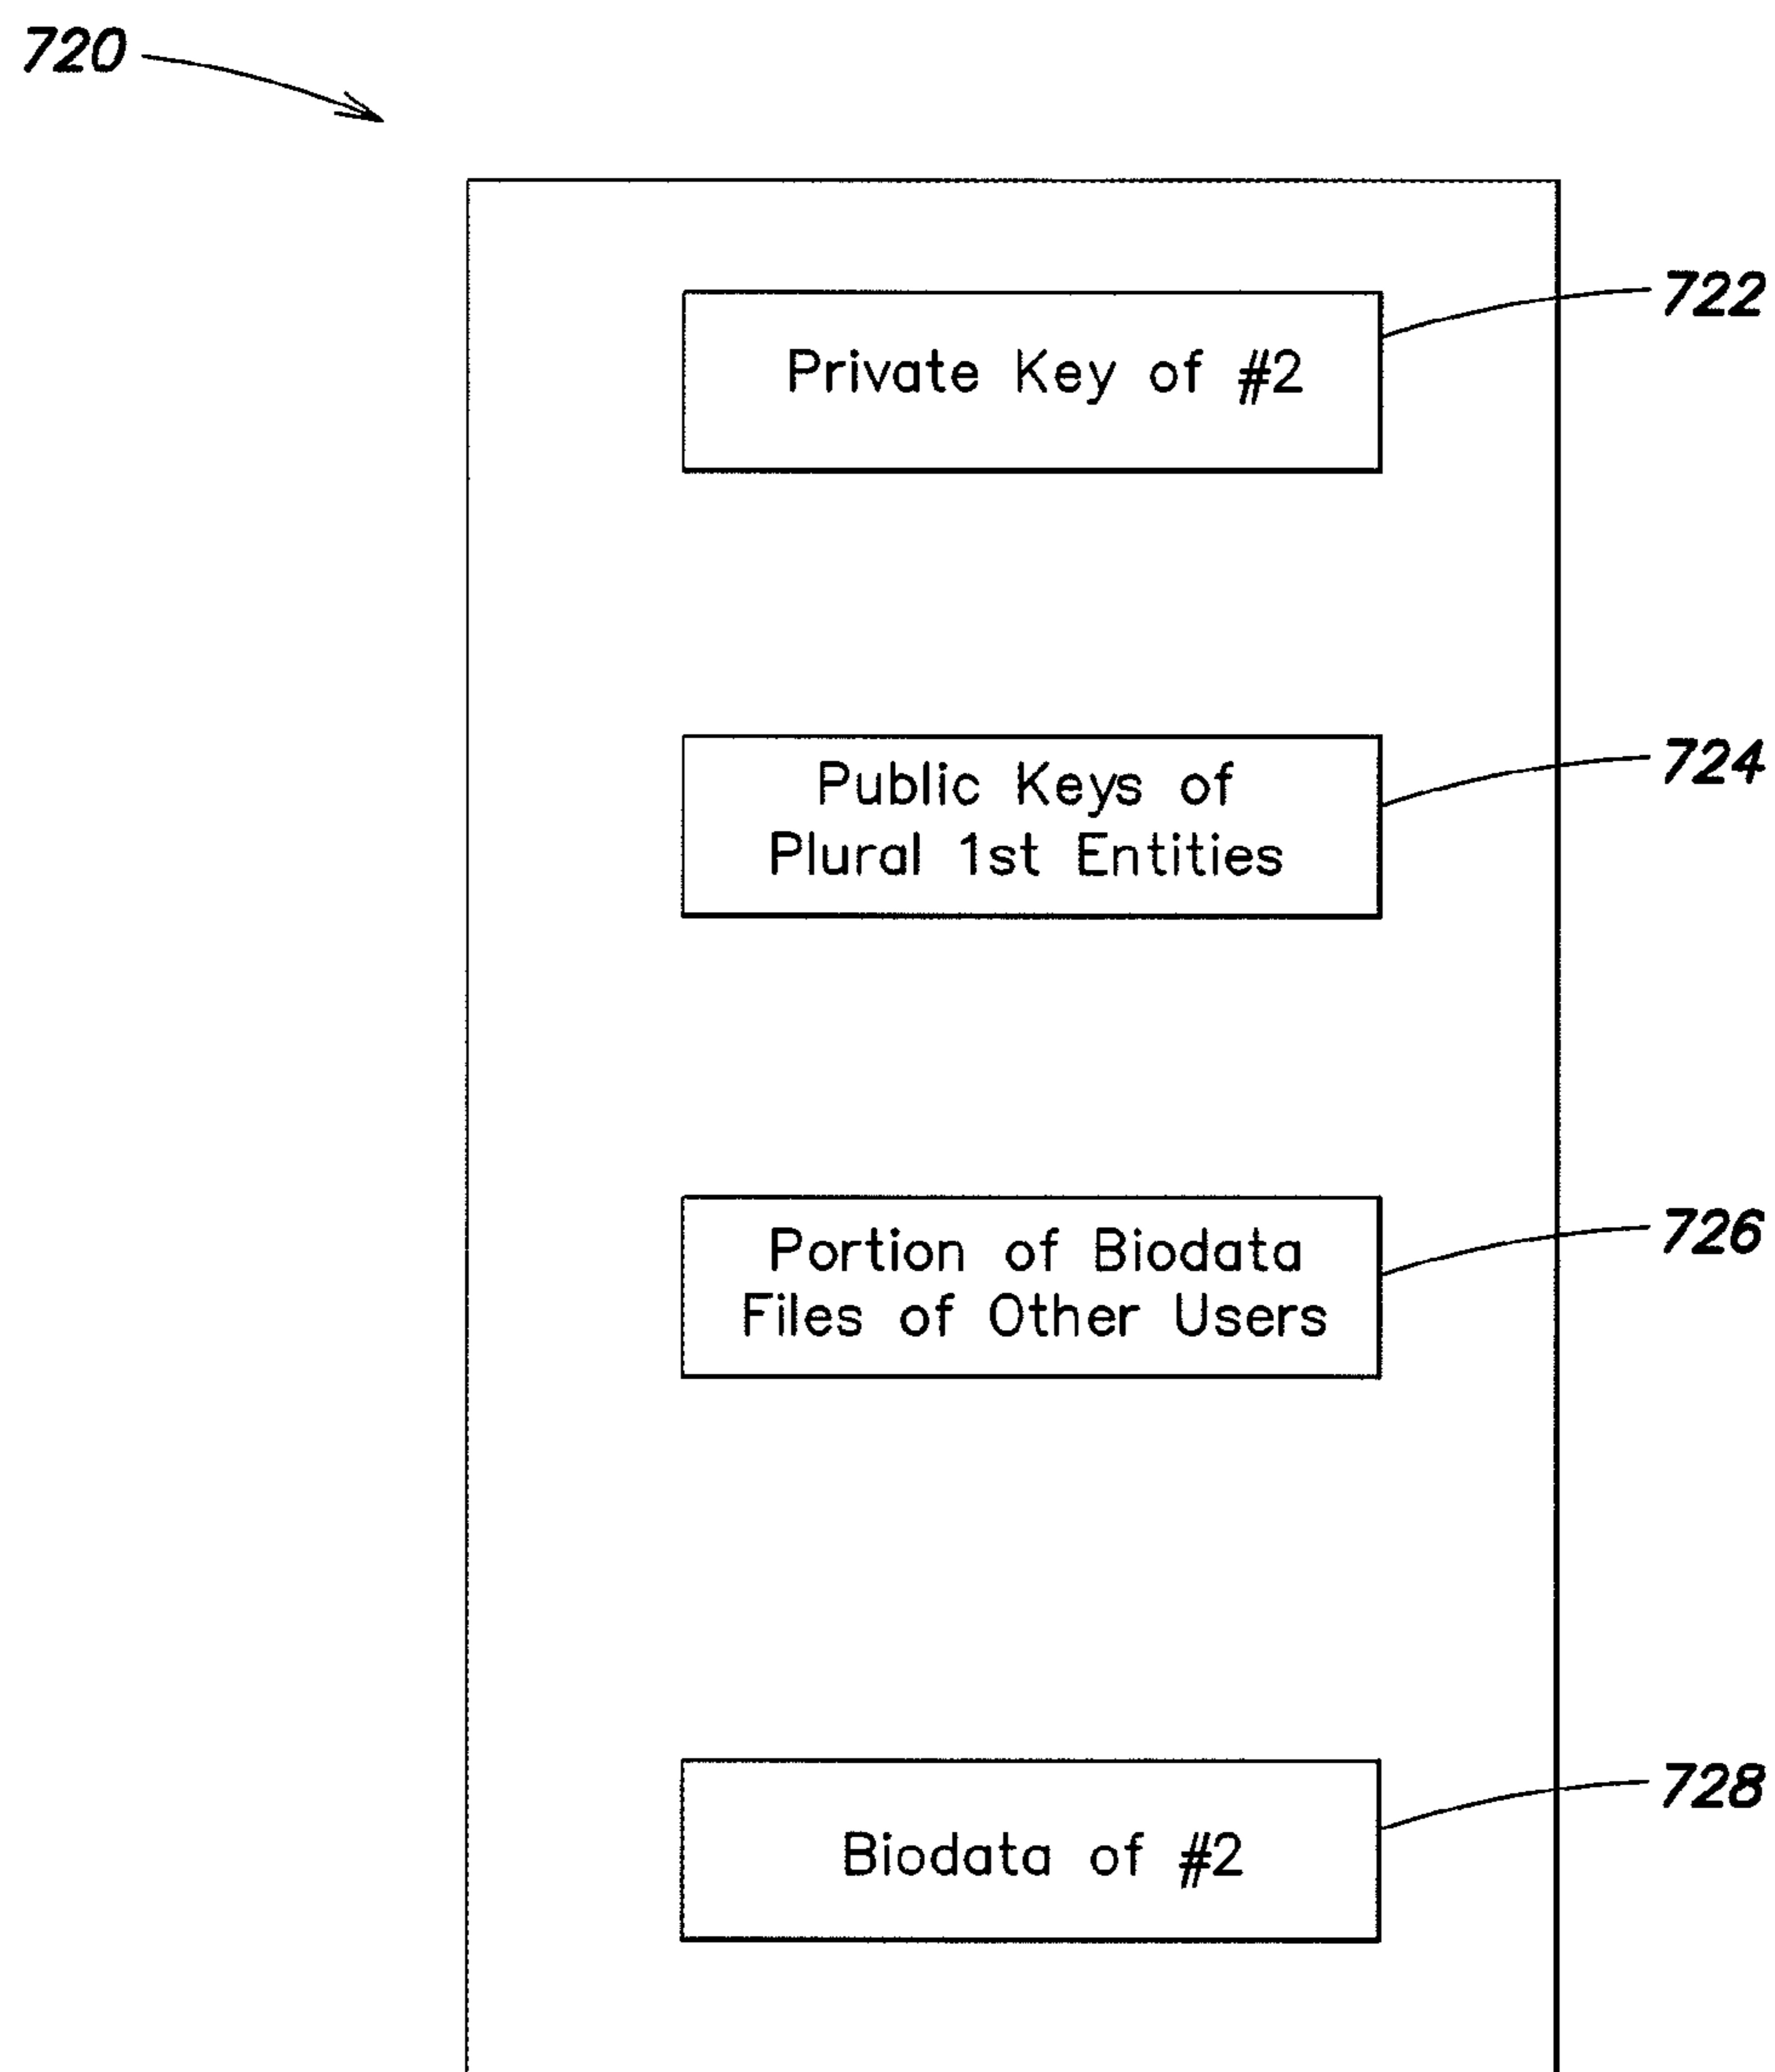 720
722
Private Key of #2
724
Public Keys of
Plural 1st Entities
726
Portion of Biodata
Files of Other Users
728
Biodata of #2